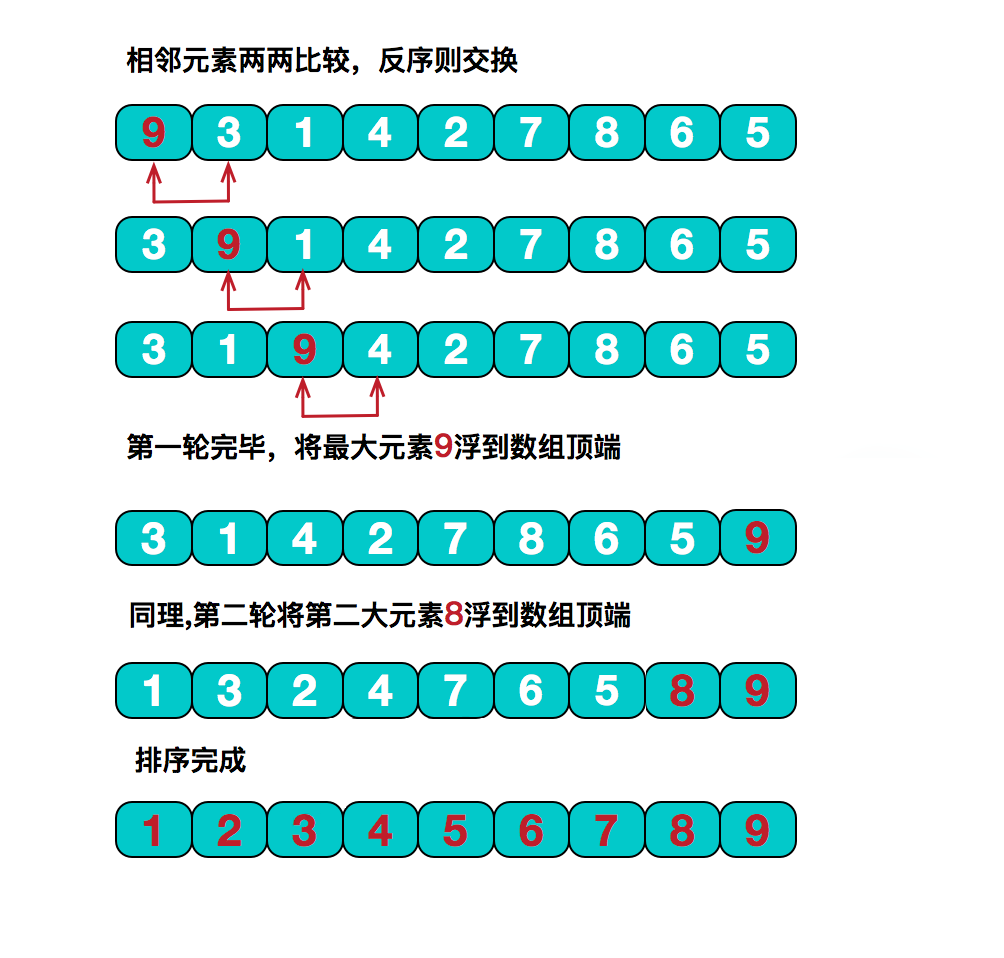 相邻元素两两比较，反序则交换
9 3 1 4 2 7 8 6 5
3 9 1 4 2 7 8 6 5
3 1 9 4 2 7 8 6 5
第一轮完毕，将最大元素9浮到数组顶端
3 1 4 2 7 8 6 5 9
同理,第二轮将第二大元素8浮到数组顶端
1 3 2 4 7 6 5 8 9
排序完成
1 2 3 4 5 6 7 8 9